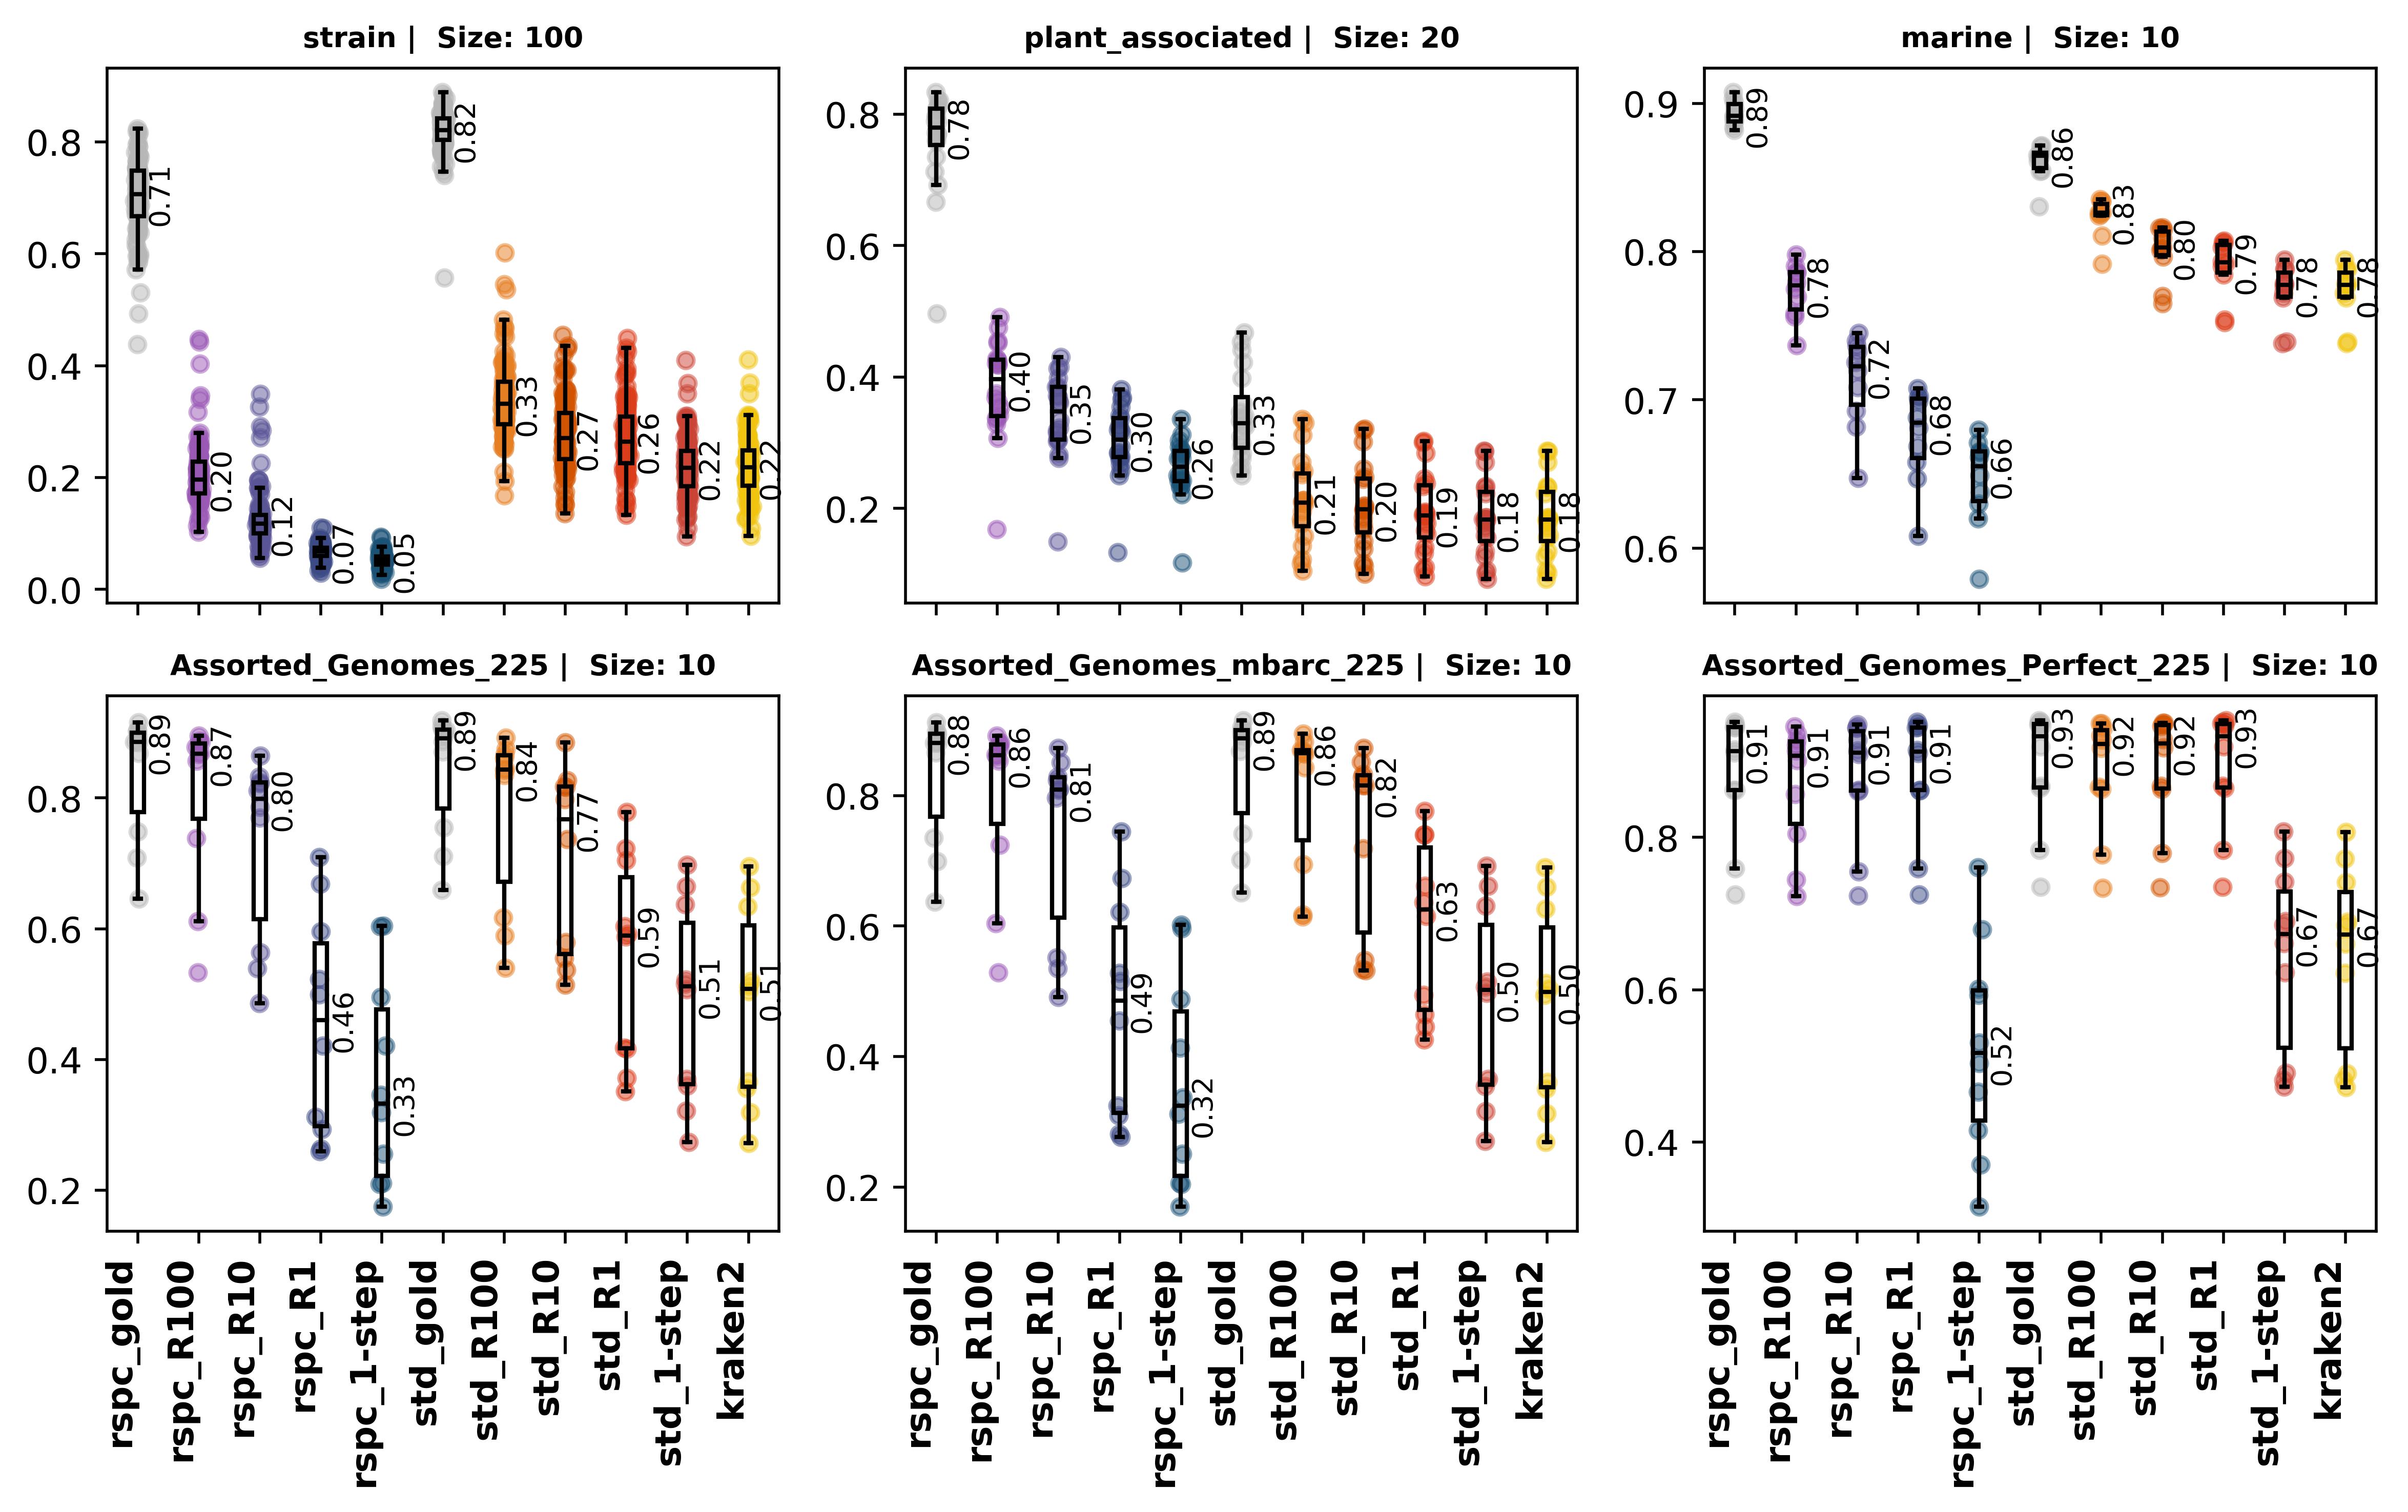 strain |  Size: 100
0.8
0.6
0.4
0.2
0.0
0.71
0.20
0.12
0.07
0.05
0.82
0.33
0.27
0.26
0.22
0.22
plant_associated |  Size: 20
0.8
0.6
0.4
0.2
0.78
0.40
0.35
0.30
0.26
0.33
0.21
0.20
0.19
0.18
0.18
marine |  Size: 10
0.9
0.8
0.7
0.6
0.89
0.78
0.72
0.68
0.66
0.86
0.83
0.80
0.79
0.78
0.78
Assorted_Genomes_225 |  Size: 10
0.8
0.6
0.4
0.2
0.89
0.87
0.80
0.46
0.33
0.89
0.84
0.77
0.59
0.51
0.51
rspc_gold
rspc_R100
rspc_R10
rspc_R1
rspc_1-step
std_gold
std_R100
std_R10
std_R1
std_1-step
kraken2
Assorted_Genomes_mbarc_225 |  Size: 10
0.8
0.6
0.4
0.2
0.88
0.86
0.81
0.49
0.32
0.89
0.86
0.82
0.63
0.50
0.50
rspc_gold
rspc_R100
rspc_R10
rspc_R1
rspc_1-step
std_gold
std_R100
std_R10
std_R1
std_1-step
kraken2
Assorted_Genomes_Perfect_225 |  Size: 10
0.8
0.6
0.4
0.91
0.91
0.91
0.91
0.52
0.93
0.92
0.92
0.93
0.67
0.67
rspc_gold
rspc_R100
rspc_R10
rspc_R1
rspc_1-step
std_gold
std_R100
std_R10
std_R1
std_1-step
kraken2